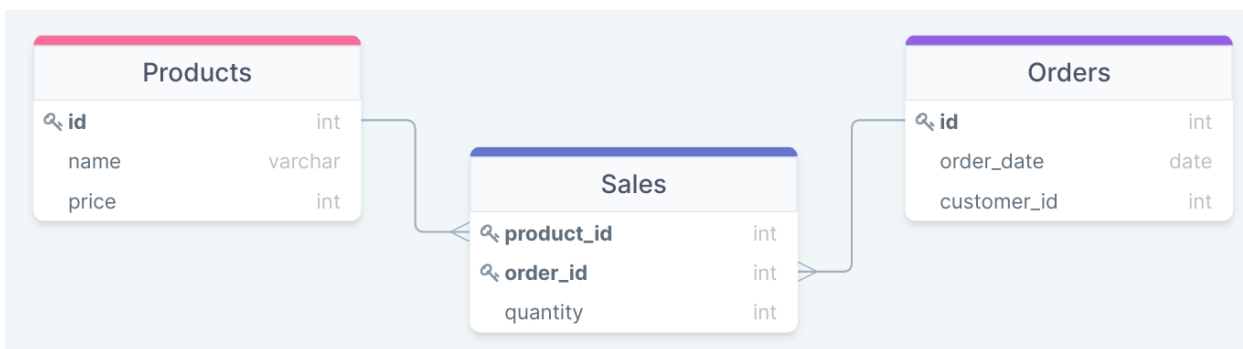 Products
id int
name varchar
price int
Sales
product_id int
order_id int
quantity int
Orders
id int
order_date date
customer_id int